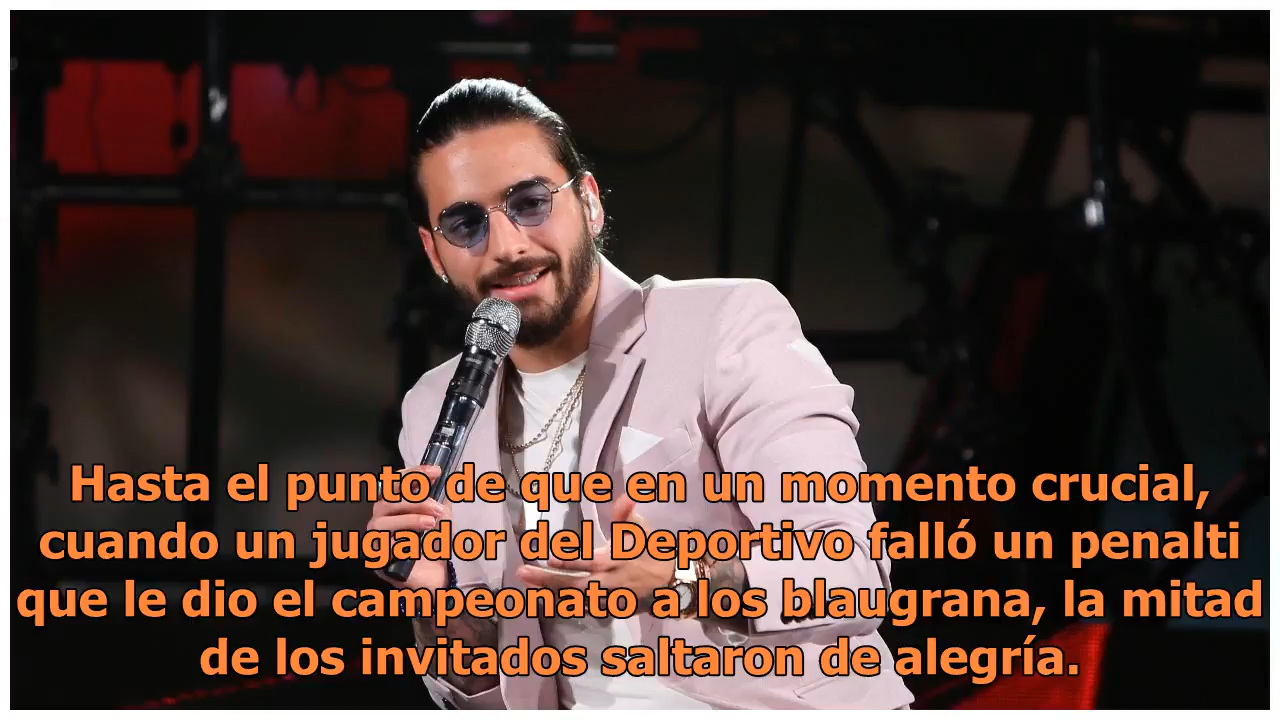 Hasta el punto de que en un momento crucial,
cuando un jugador del Deportivo falló un penalti
que le dio el campeonato a los blaugrana, la mitad
de los invitados saltaron de alegría.